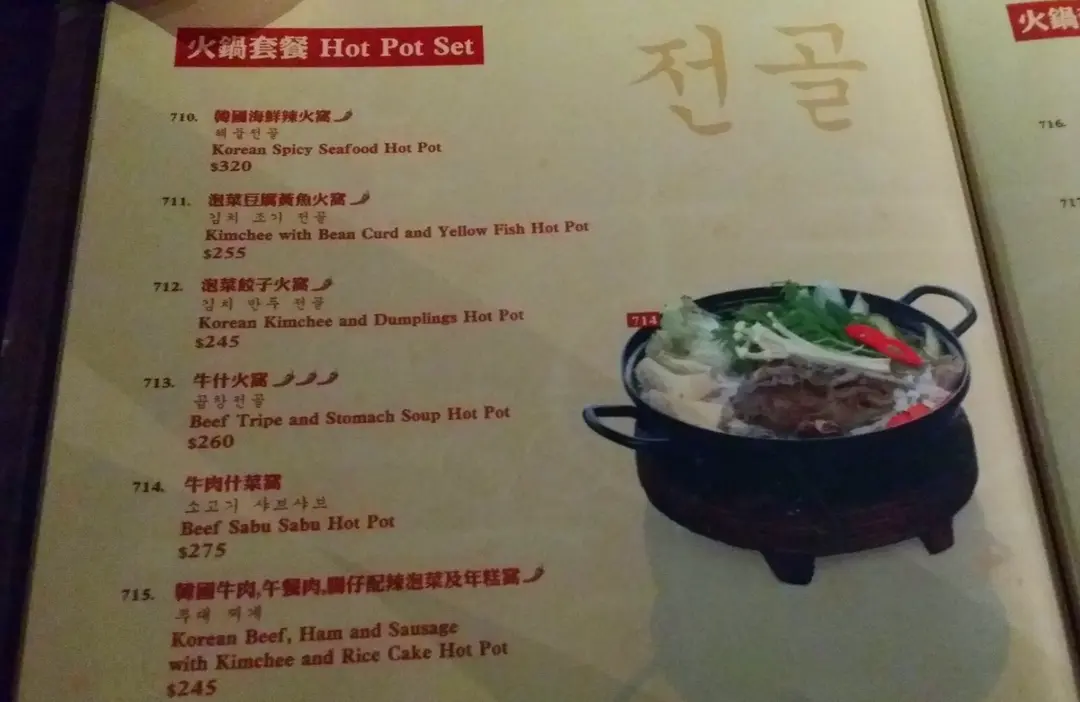 火鍋套餐 Hot Pot Set
전골
火鍋
710. 韓國海鮮辣火窩
해물전골
Korean Spicy Seafood Hot Pot
$320
711. 泡菜豆腐黃魚火窩
김치 조기 전골
Kimchee with Bean Curd and Yellow Fish Hot Pot
$255
712. 泡菜餃子火窩
김치 만두 전골
Korean Kimchee and Dumplings Hot Pot
$245
713. 牛什火窩
곱창전골
Beef Tripe and Stomach Soup Hot Pot
$260
714. 牛肉什菜窩
소고기 샤브샤브
Beef Sabu Sabu Hot Pot
$275
715. 韓國牛肉,午餐肉,腸仔配辣泡菜及年糕窩
부대 찌개
Korean Beef, Ham and Sausage
with Kimchee and Rice Cake Hot Pot
$245
714
716.
717